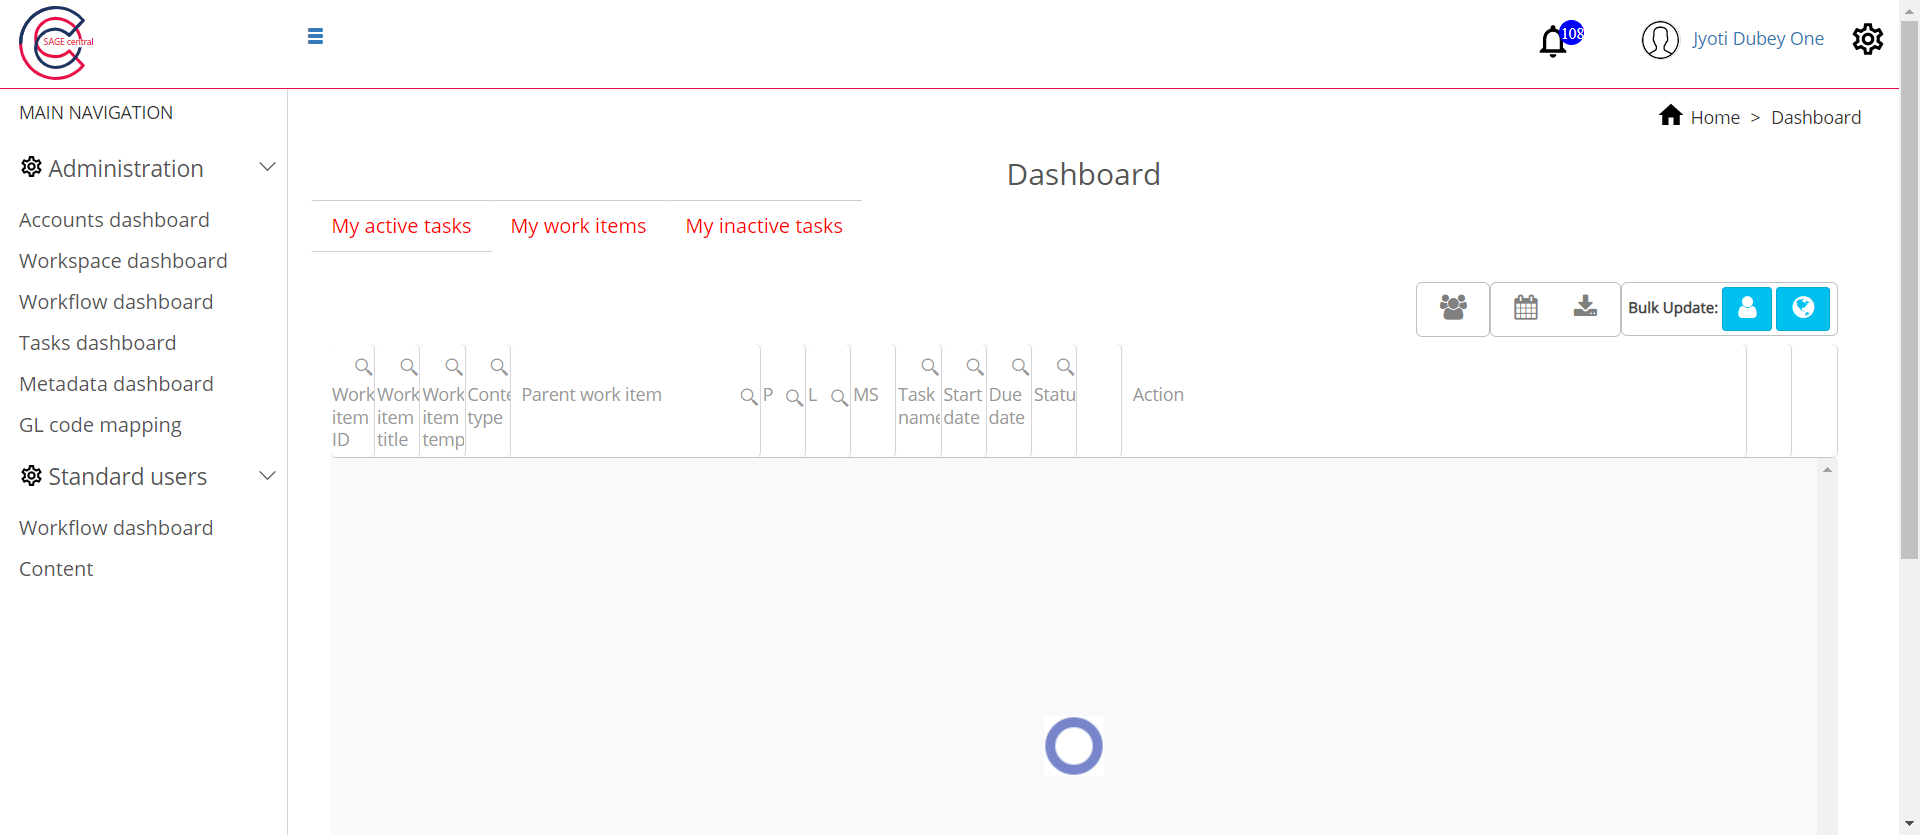 SAGE central
108
Jyoti Dubey One
MAIN NAVIGATION
Home > Dashboard
Administration
Dashboard
Accounts dashboard
My active tasks
My work items
My inactive tasks
Workspace dashboard
Workflow dashboard
Bulk Update:
Tasks dashboard
Metadata dashboard
GL code mapping
Work item ID
Work item title
Work item temp
Conte type
Parent work item
P
L
MS
Task name
Start date
Due date
Statu
Action
Standard users
Workflow dashboard
Content